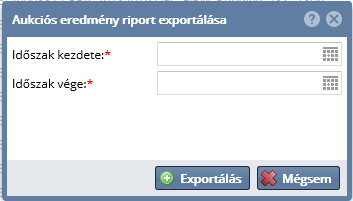 Aukciós eredmény riport exportálása
Időszak kezdete:*
Időszak vége:*
Exportálás Mégsem